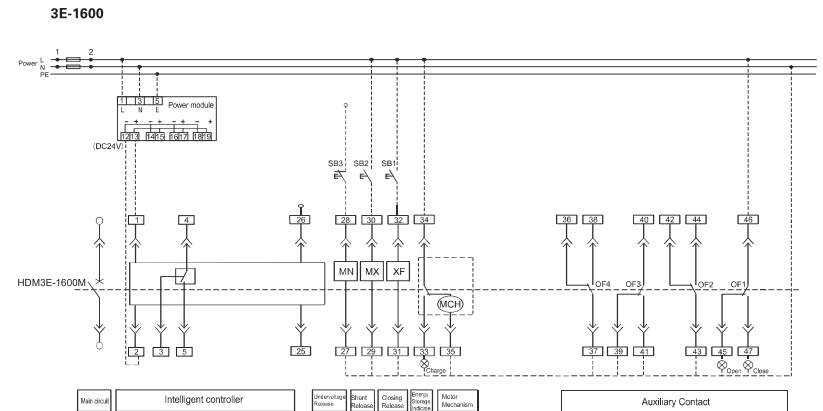 3E-1600
1 2
Power L
N
PE
1 3 5
L N E
Power module
- + - + - + - +
12 13 14 15 16 17 18 19
(DC24V)
SB3 SB2 SB1
1 4 26 28 30 32 34 36 38 40 42 44 46
MN MX XF
HDM3E-1600M
OF4 OF3 OF2 OF1
MCH
2 3 5 25 27 29 31 33 35 37 39 41 43 45 47
Charge
Open Close
Main circuit
Intelligent controller
Undervoltage
Release
Shunt
Release
Closing
Release
Energy
Storage
Indicate
Motor
Mechanism
Auxiliary Contact